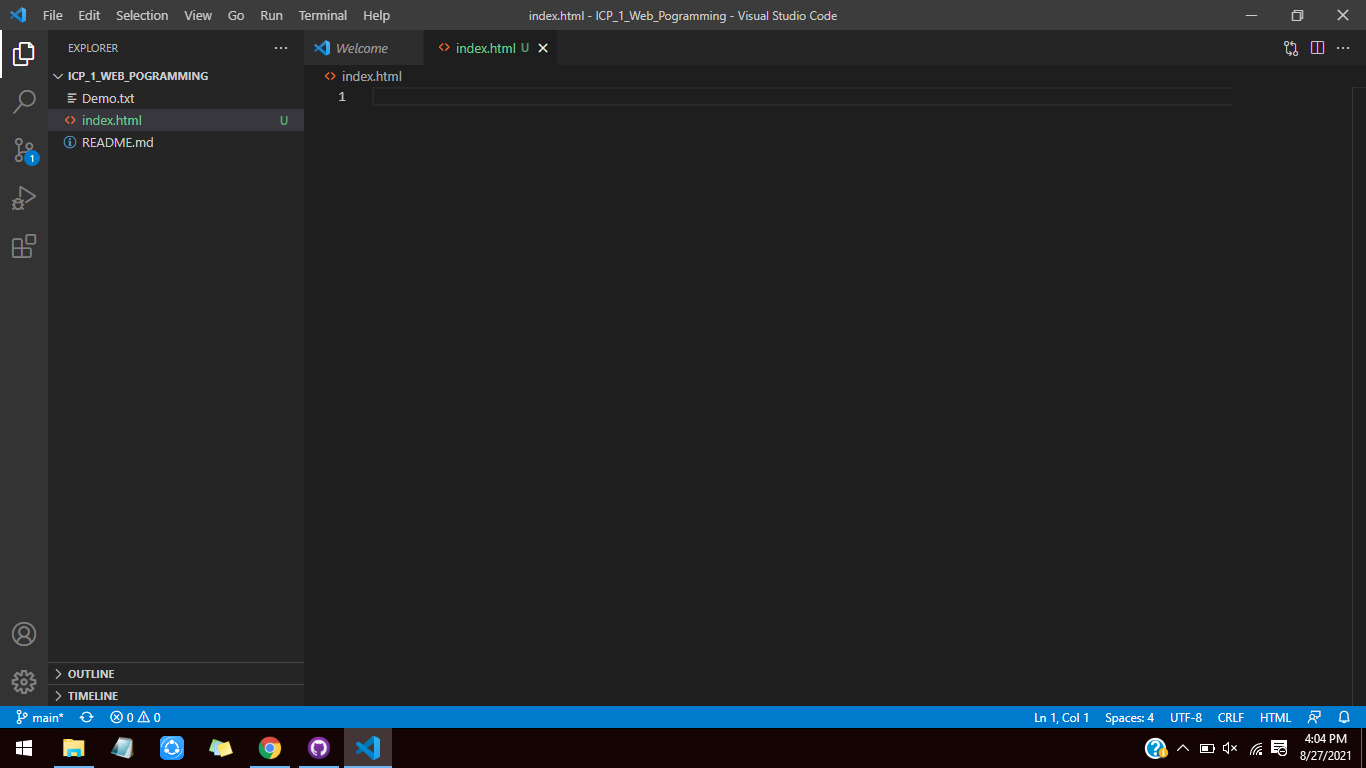 File Edit Selection View Go Run Terminal Help index.html - ICP_1_Web_Pogramming - Visual Studio Code
EXPLORER
Welcome
index.html U
ICP_1_WEB_POGRAMMING
Demo.txt
index.html U
README.md
index.html
1
1
OUTLINE
TIMELINE
main* 0 0 Ln 1, Col 1 Spaces: 4 UTF-8 CRLF HTML
4:04 PM
8/27/2021